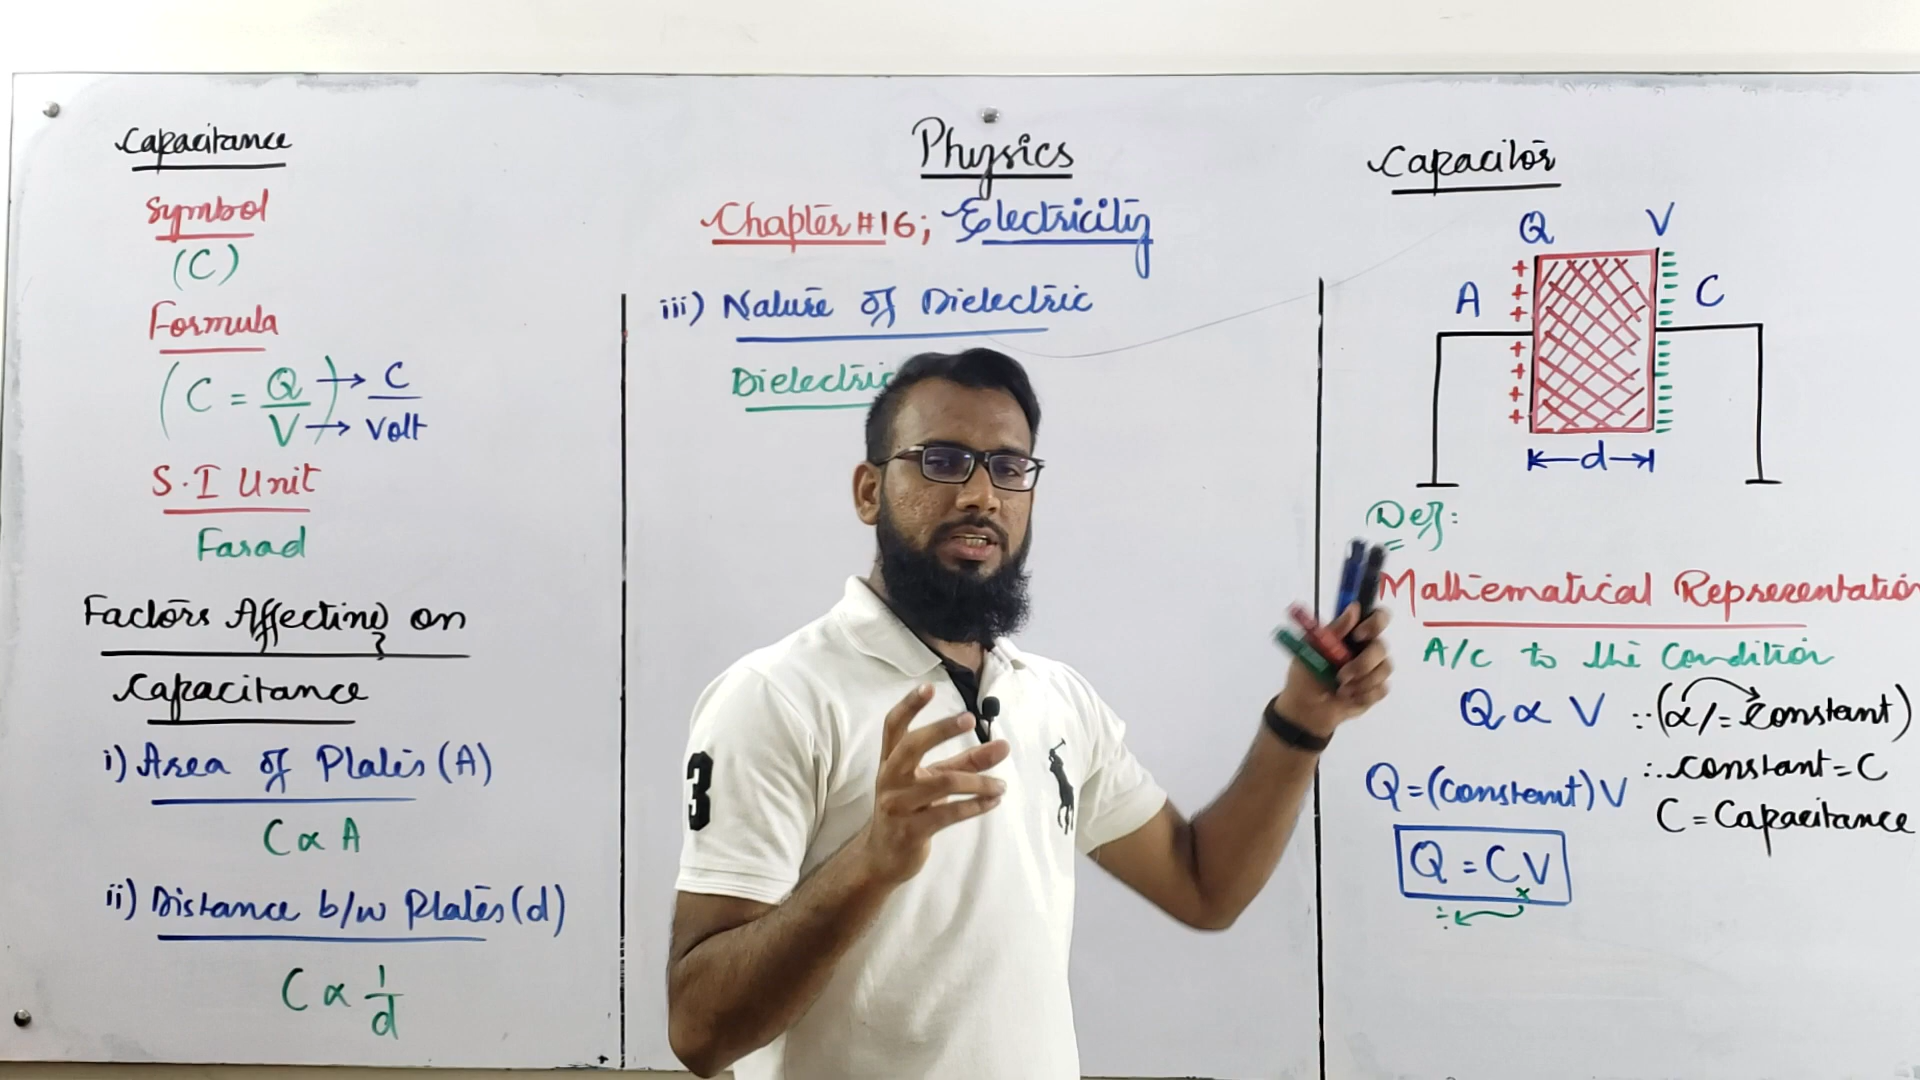 Capacitance
Symbol
(C)
Formula
(C = Q/V) → C
→ Volt
S.I Unit
Farad
Factors Affecting on
Capacitance
i) Area of Plates (A)
C ∝ A
ii) Distance b/w Plates (d)
C ∝ 1/d
Physics
Chapter #16; Electricity
iii) Nature of Dielectric
Dielectric
3
Capacitor
Q V
A C
+ + + + + +
d
Def:
Mathematical Representation
A/c to the Condition
Q ∝ V ∵ (∝/= Constant)
Q = (constant) V ∴ constant = C
C = Capacitance
Q = CV
×
÷